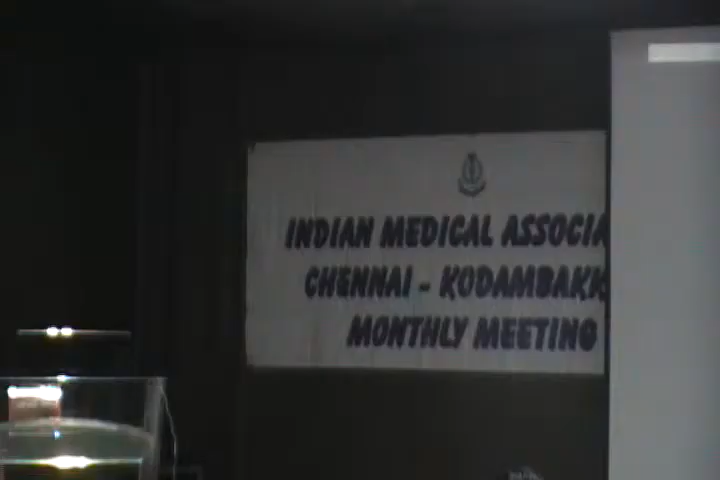 INDIAN MEDICAL ASSOCIA
CHENNAI - KODAMBAKK
MONTHLY MEETING